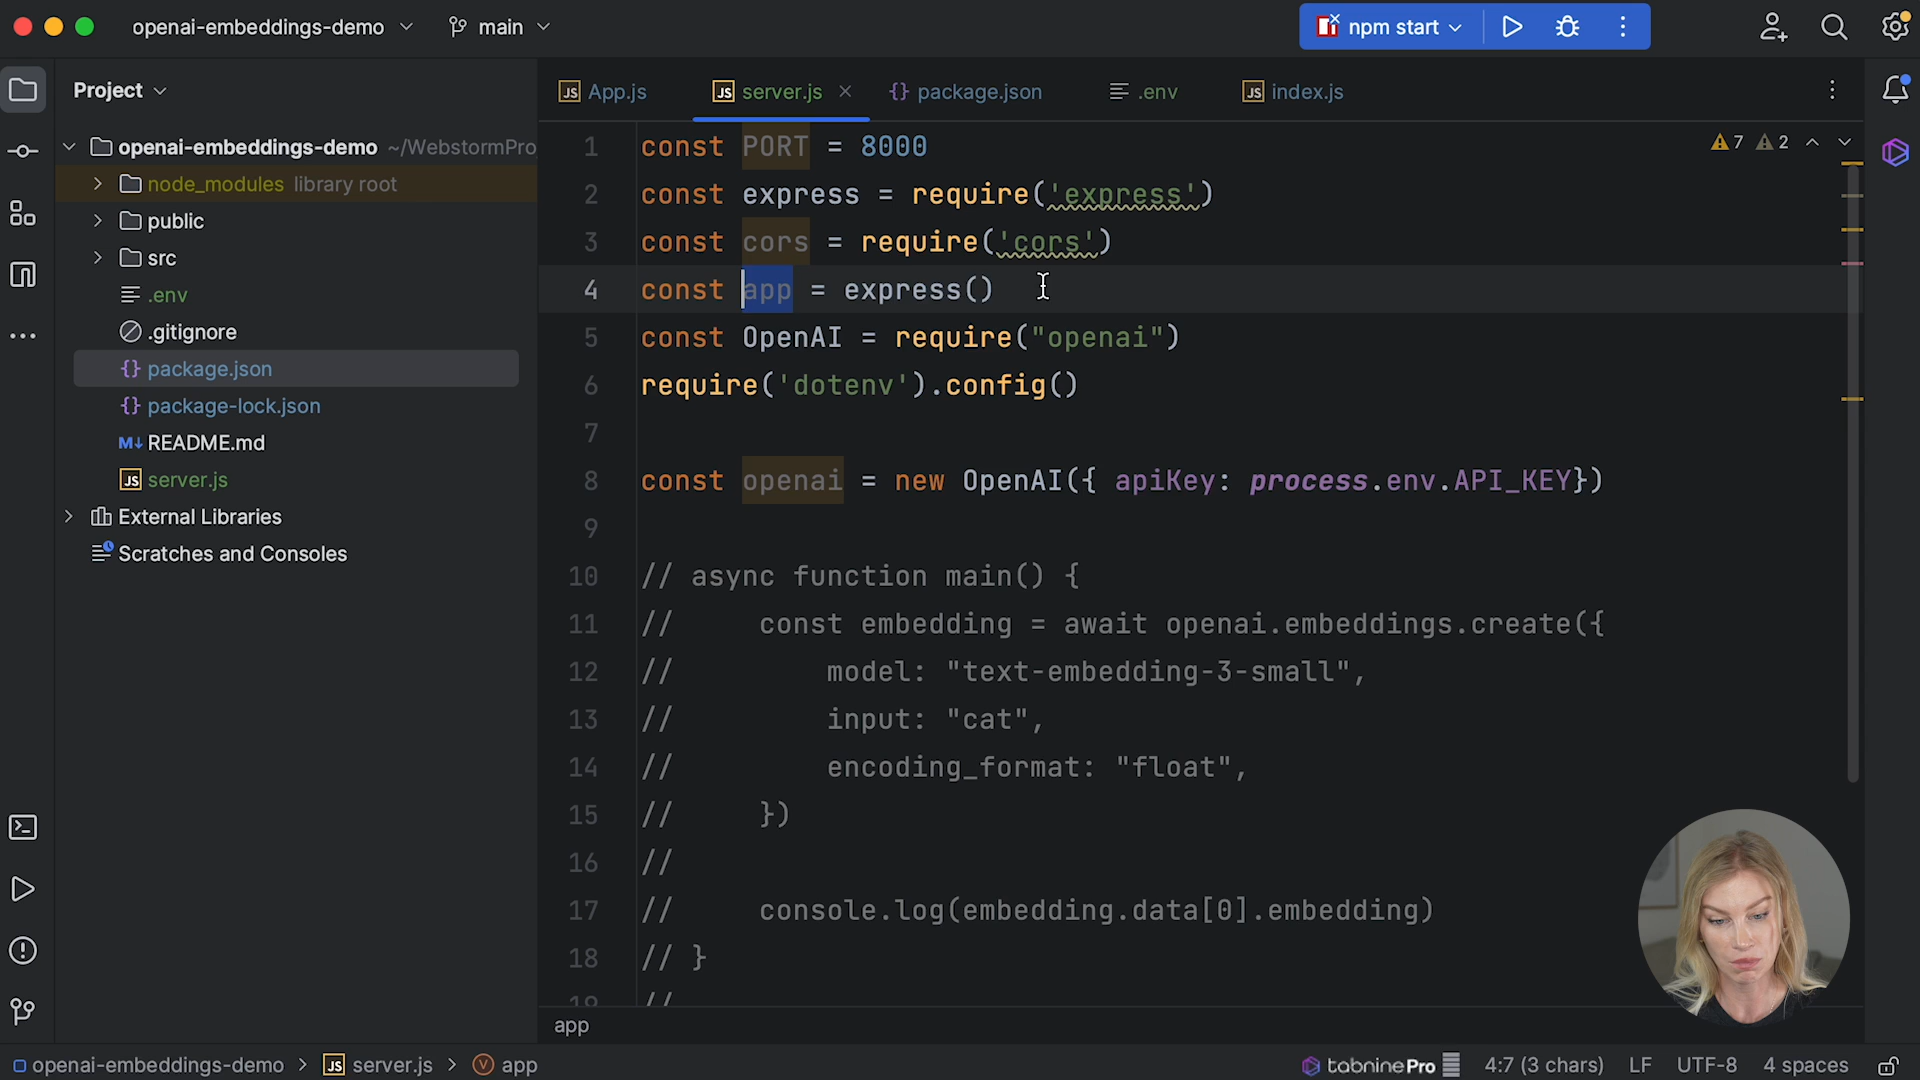 openai-embeddings-demo
main
npm start
Project
App.js
server.js
package.json
.env
index.js
openai-embeddings-demo ~/WebstormPro
node_modules library root
public
src
.env
.gitignore
package.json
package-lock.json
README.md
server.js
External Libraries
Scratches and Consoles
7 2
1 const PORT = 8000
2 const express = require('express')
3 const cors = require('cors')
4 const app = express()
5 const OpenAI = require("openai")
6 require('dotenv').config()
7
8 const openai = new OpenAI({ apiKey: process.env.API_KEY})
9
10 // async function main() {
11 //     const embedding = await openai.embeddings.create({
12 //         model: "text-embedding-3-small",
13 //         input: "cat",
14 //         encoding_format: "float",
15 //     })
16 //
17 //     console.log(embedding.data[0].embedding)
18 // }
19 //
app
openai-embeddings-demo > server.js > app
tabnine Pro
4:7 (3 chars)
LF
UTF-8
4 spaces